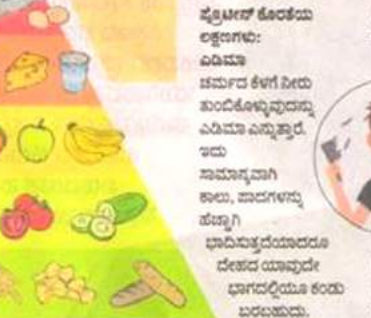 ಪ್ರೊಟೀನ್ ಕೊರತೆಯ
ಲಕ್ಷಣಗಳು:
ಎಡಿಮಾ
ಚರ್ಮದ ಕೆಳಗೆ ನೀರು
ತುಂಬಿಕೊಳ್ಳುವುದನ್ನು
ಎಡಿಮಾ ಎನ್ನುತ್ತಾರೆ.
ಇದು
ಸಾಮಾನ್ಯವಾಗಿ
ಕಾಲು, ಪಾದಗಳನ್ನು
ಹೆಚ್ಚಾಗಿ
ಭಾದಿಸುತ್ತದೆಯಾದರೂ
ದೇಹದ ಯಾವುದೇ
ಭಾಗದಲ್ಲಿಯೂ ಕಂಡು
ಬರಬಹುದು.